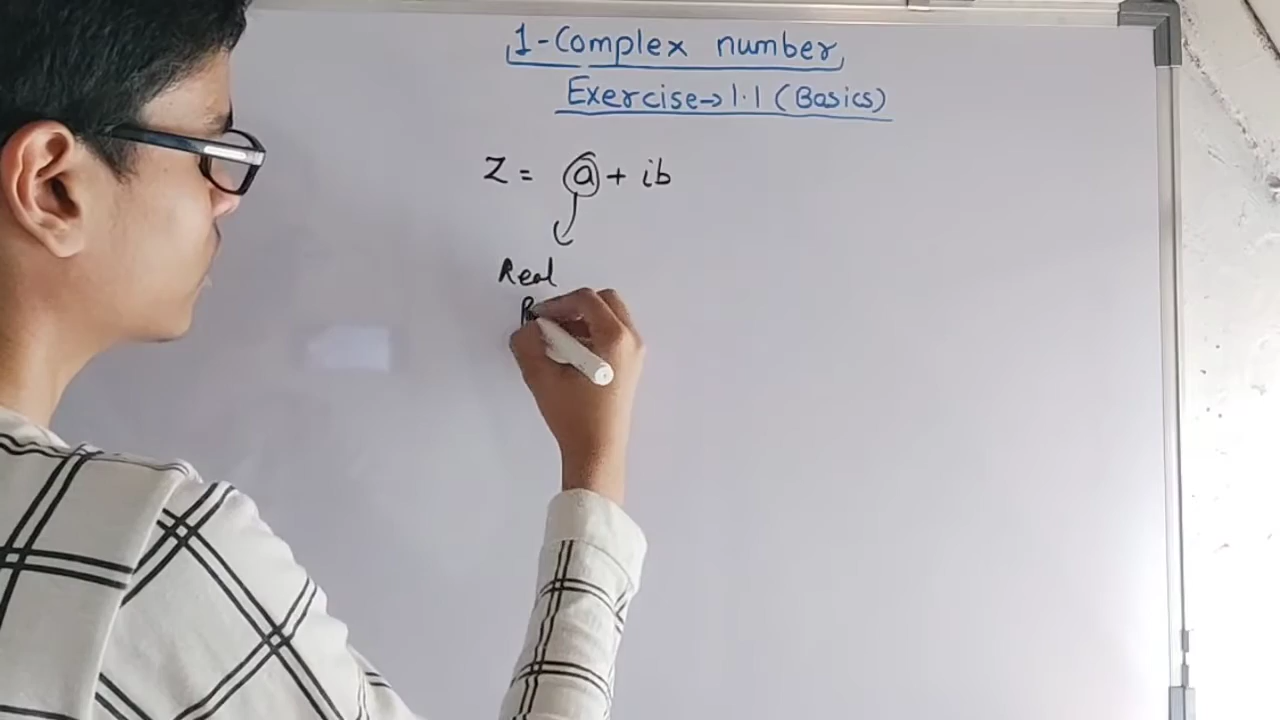 1-Complex number
Exercise→1.1 (Basics)
Z = a + ib
Real